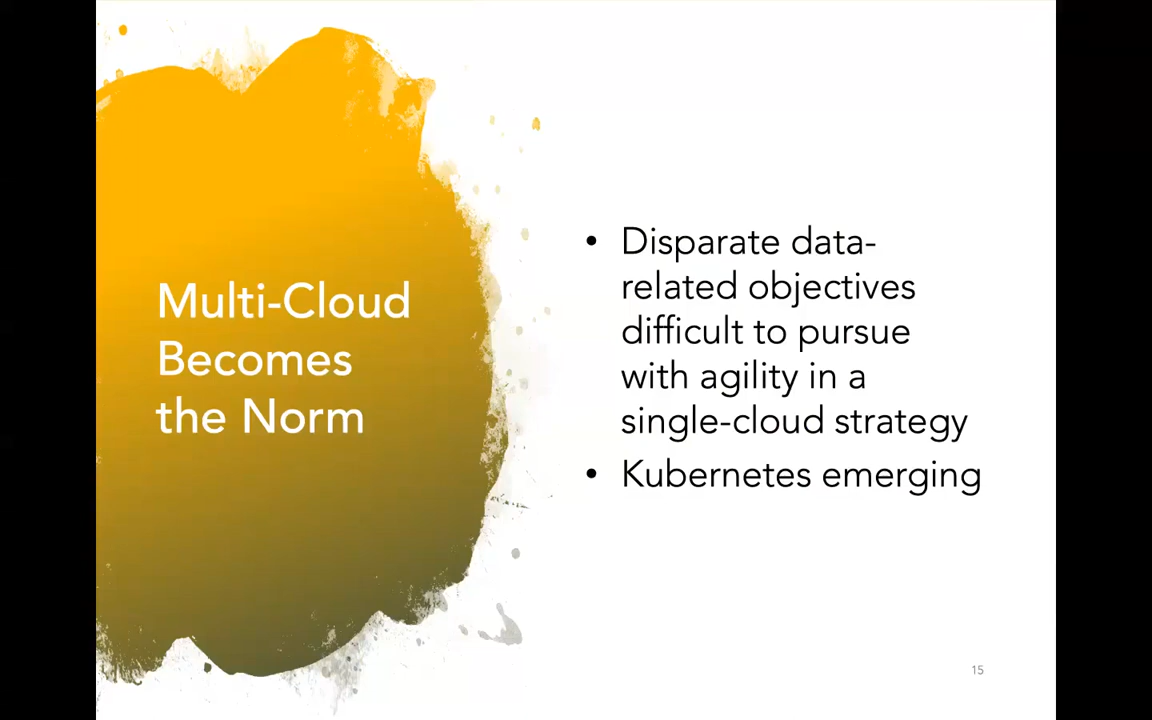 Multi-Cloud
Becomes
the Norm
• Disparate data-
related objectives
difficult to pursue
with agility in a
single-cloud strategy
• Kubernetes emerging
15